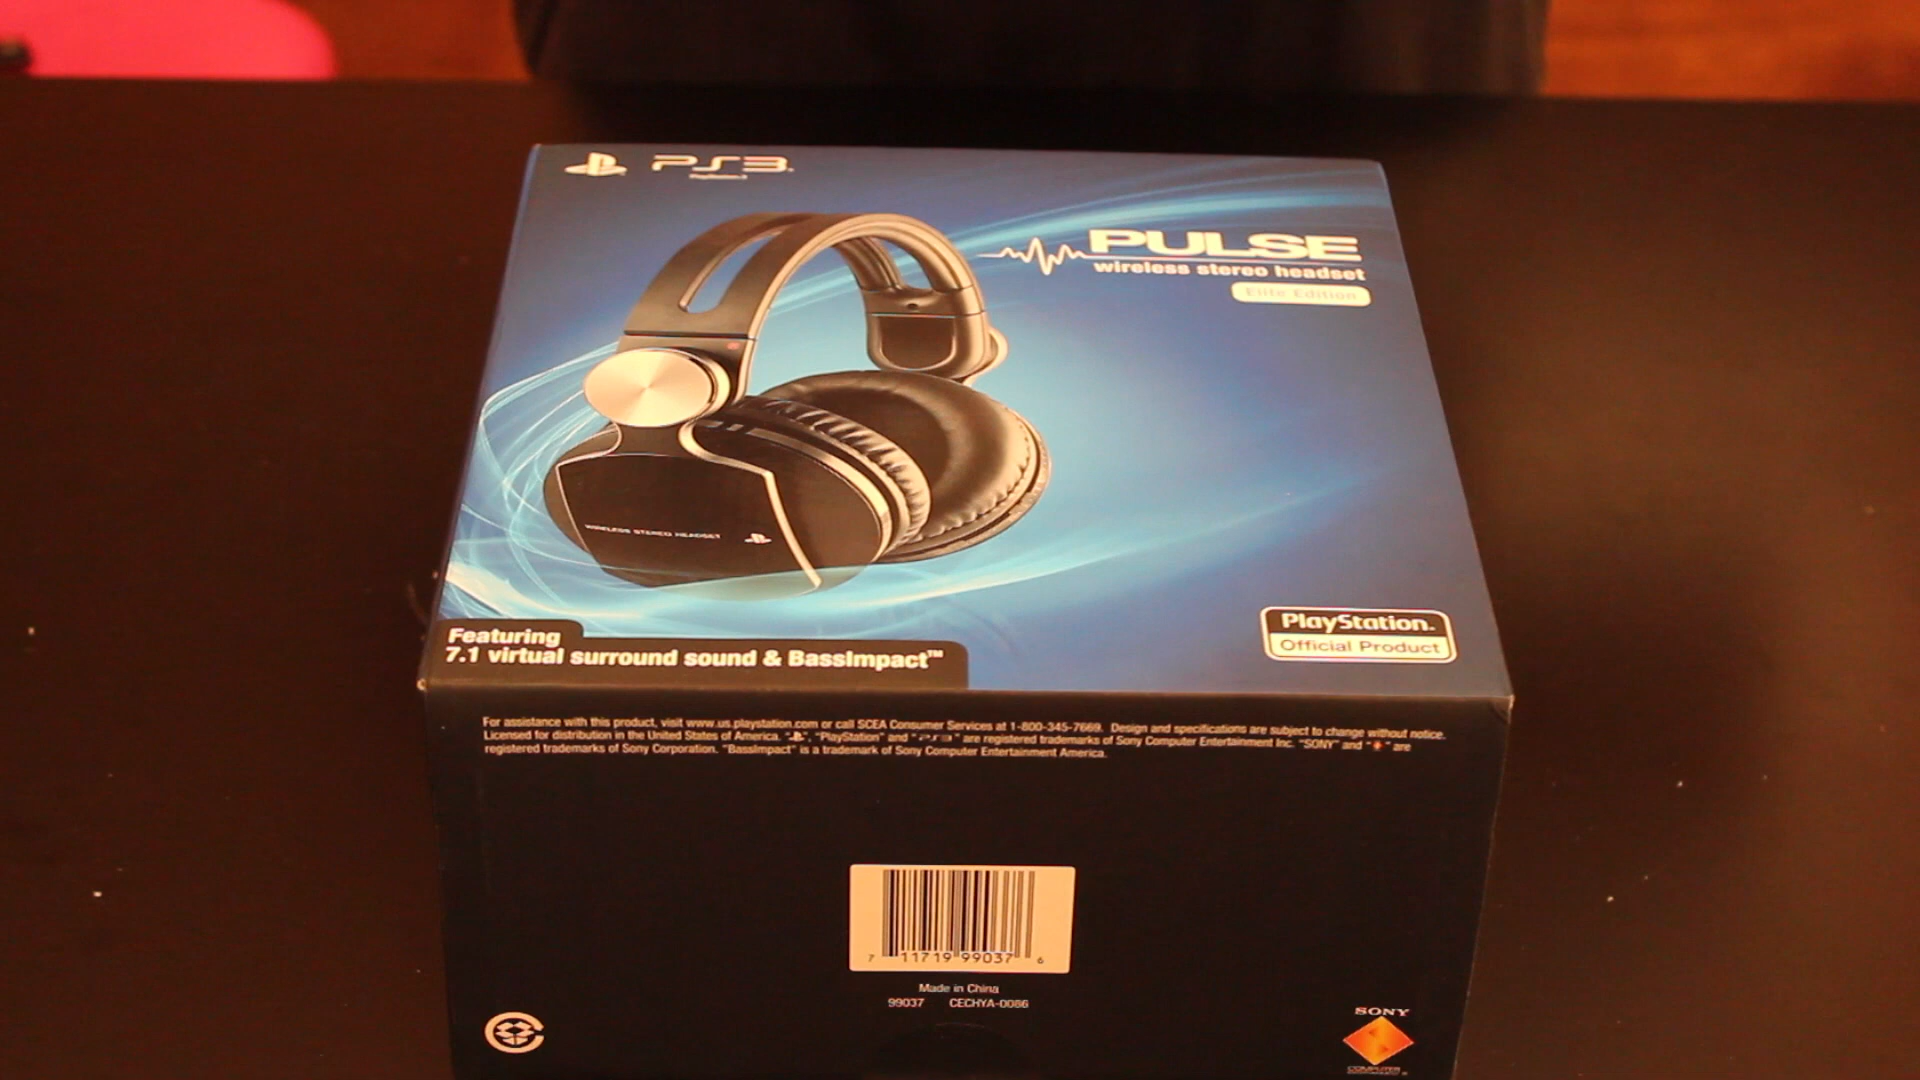 PS3
PlayStation 3
PULSE
wireless stereo headset
Elite Edition
WIRELESS STEREO HEADSET
Featuring
7.1 virtual surround sound & BassImpact™
PlayStation.
Official Product
For assistance with this product, visit www.us.playstation.com or call SCEA Consumer Services at 1-800-345-7669. Design and specifications are subject to change without notice.
Licensed for distribution in the United States of America. " ", "PlayStation" and "PS3" are registered trademarks of Sony Computer Entertainment Inc. "SONY" and " " are
registered trademarks of Sony Corporation. "BassImpact" is a trademark of Sony Computer Entertainment America.
7 11719 99037 6
Made in China
99037 CECHYA-0086
SONY
COMPUTER